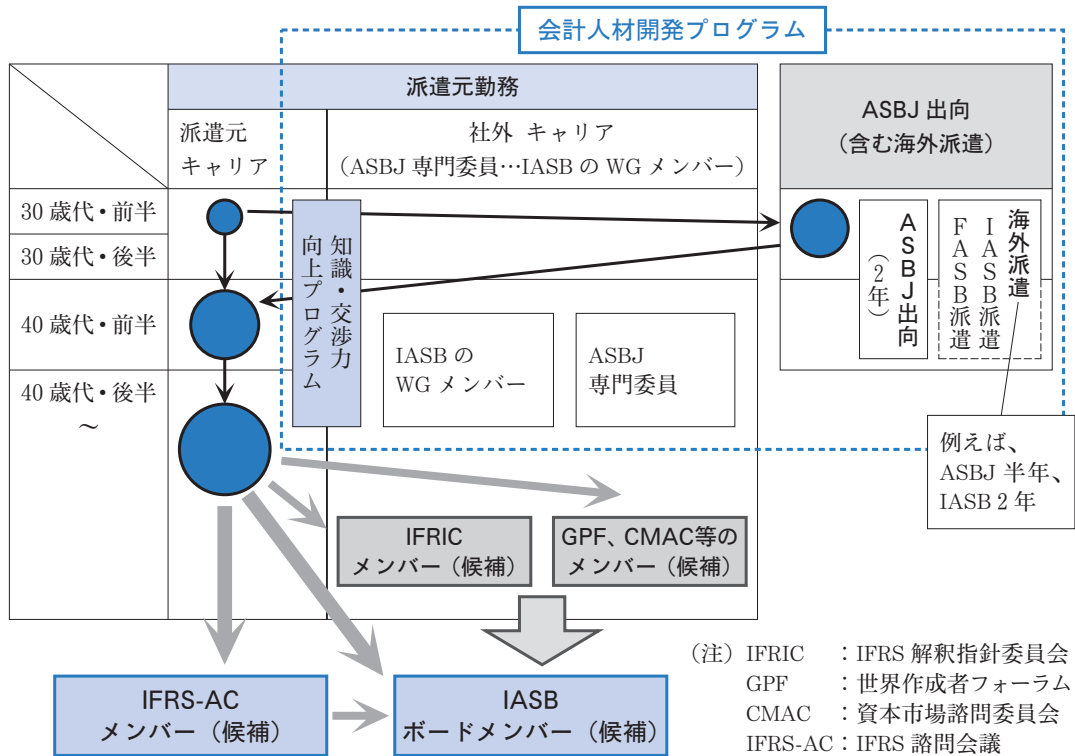 会計人材開発プログラム
派遣元勤務
ASBJ 出向
(含む海外派遣)
派遣元
キャリア
社外 キャリア
(ASBJ 専門委員…IASB の WG メンバー)
30 歳代・前半
30 歳代・後半
40 歳代・前半
40 歳代・後半
~
知識・交渉力
向上プログラム
IASB の
WG メンバー
ASBJ
専門委員
ASBJ出向
(2年)
海外派遣
IASB派遣
FASB派遣
例えば、
ASBJ 半年、
IASB 2 年
IFRIC
メンバー(候補)
GPF、CMAC等の
メンバー(候補)
IFRS-AC
メンバー(候補)
IASB
ボードメンバー(候補)
(注) IFRIC :IFRS 解釈指針委員会
GPF :世界作成者フォーラム
CMAC :資本市場諮問委員会
IFRS-AC:IFRS 諮問会議